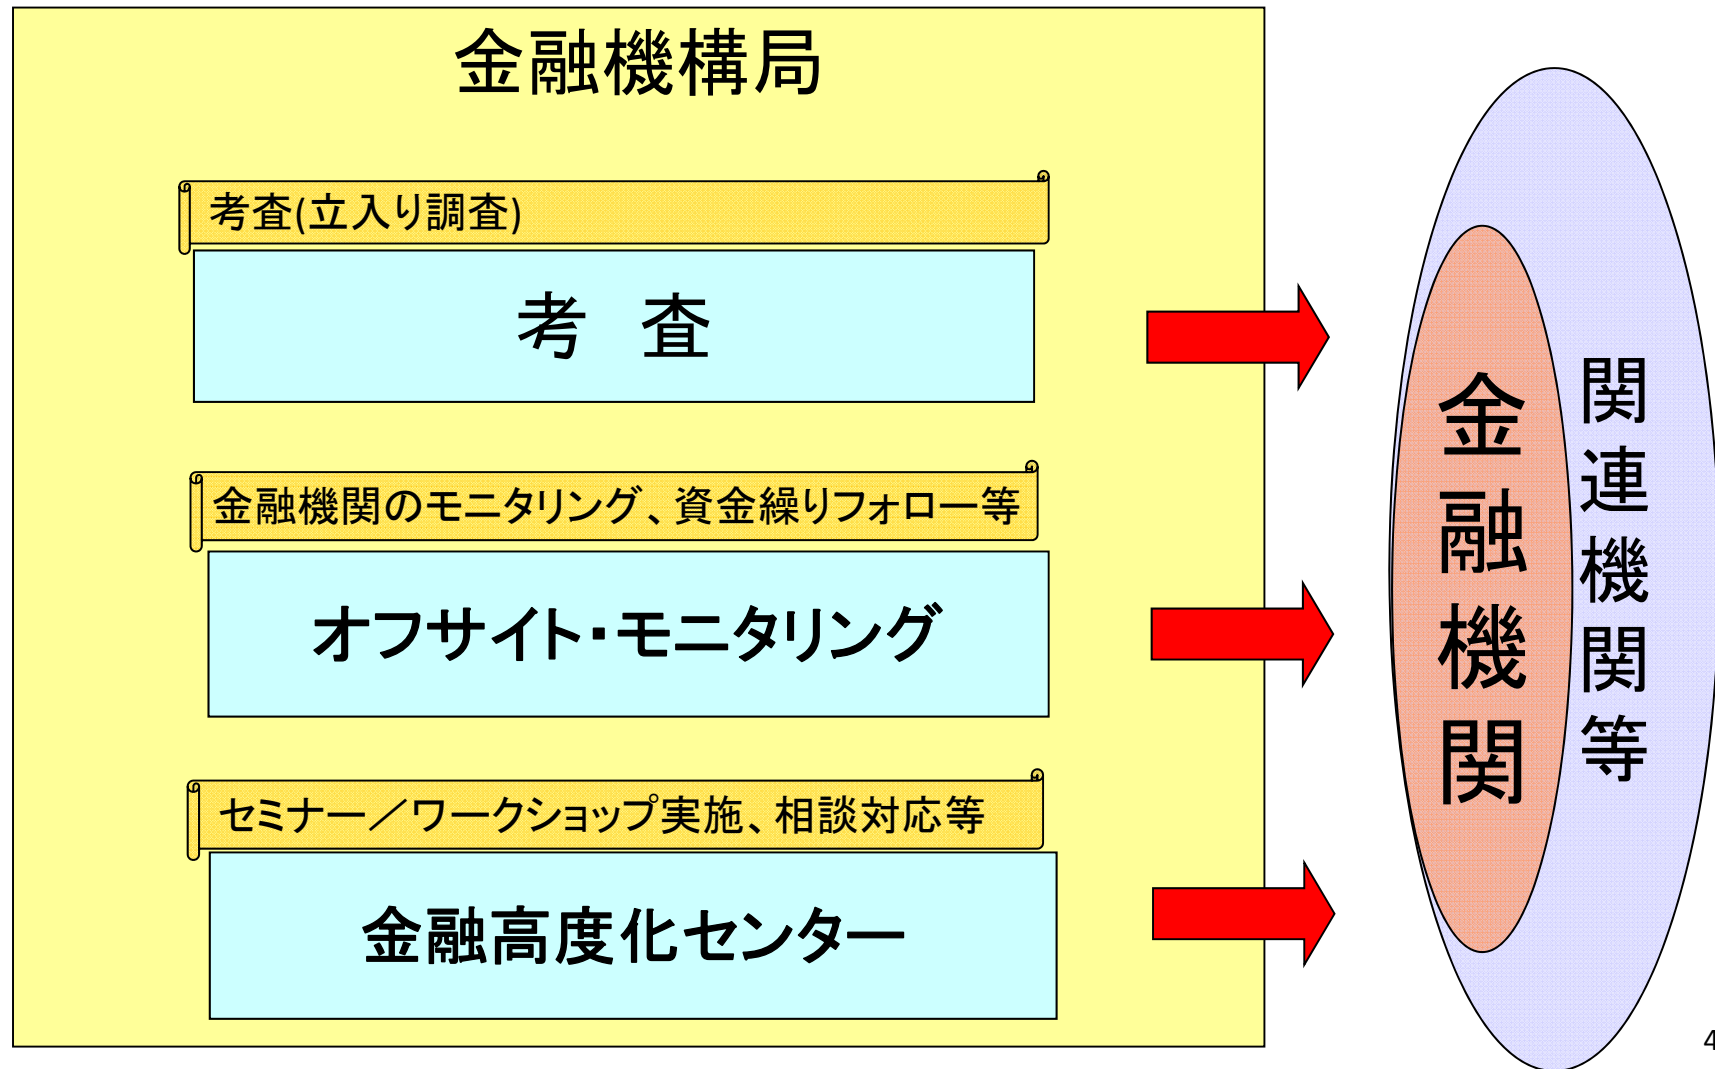 金融機構局
考査(立入り調査)
考 査
金融機関のモニタリング、資金繰りフォロー等
オフサイト・モニタリング
セミナー／ワークショップ実施、相談対応等
金融高度化センター
金融機関
関連機関等
4